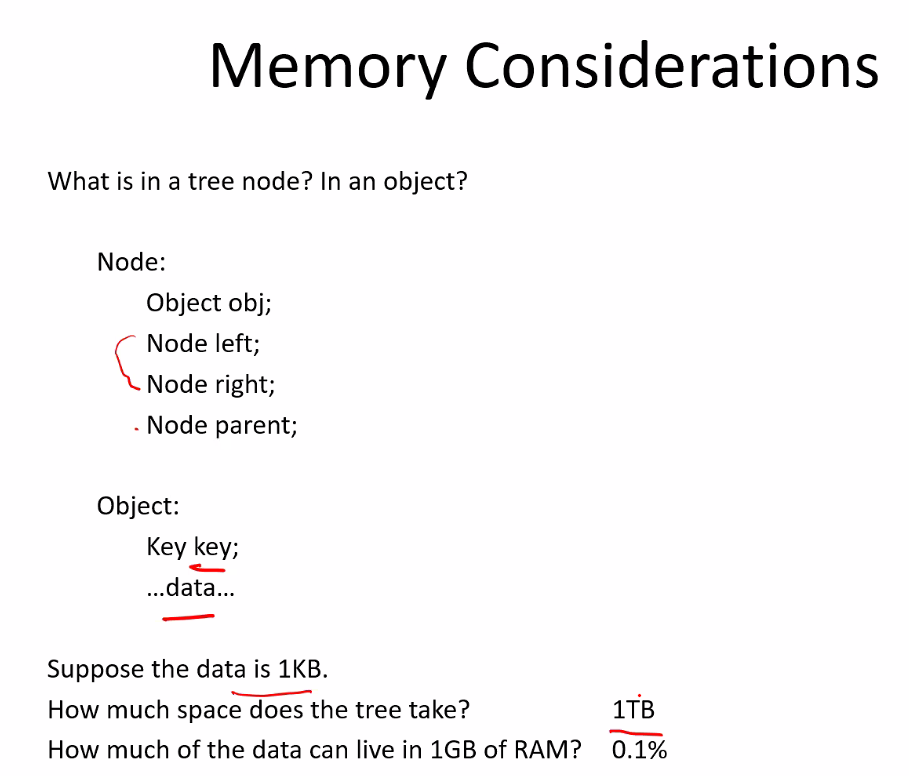 Memory Considerations
What is in a tree node? In an object?
Node:
Object obj;
Node left;
Node right;
Node parent;
Object:
Key key;
...data...
Suppose the data is 1KB.
How much space does the tree take? 1TB
How much of the data can live in 1GB of RAM? 0.1%